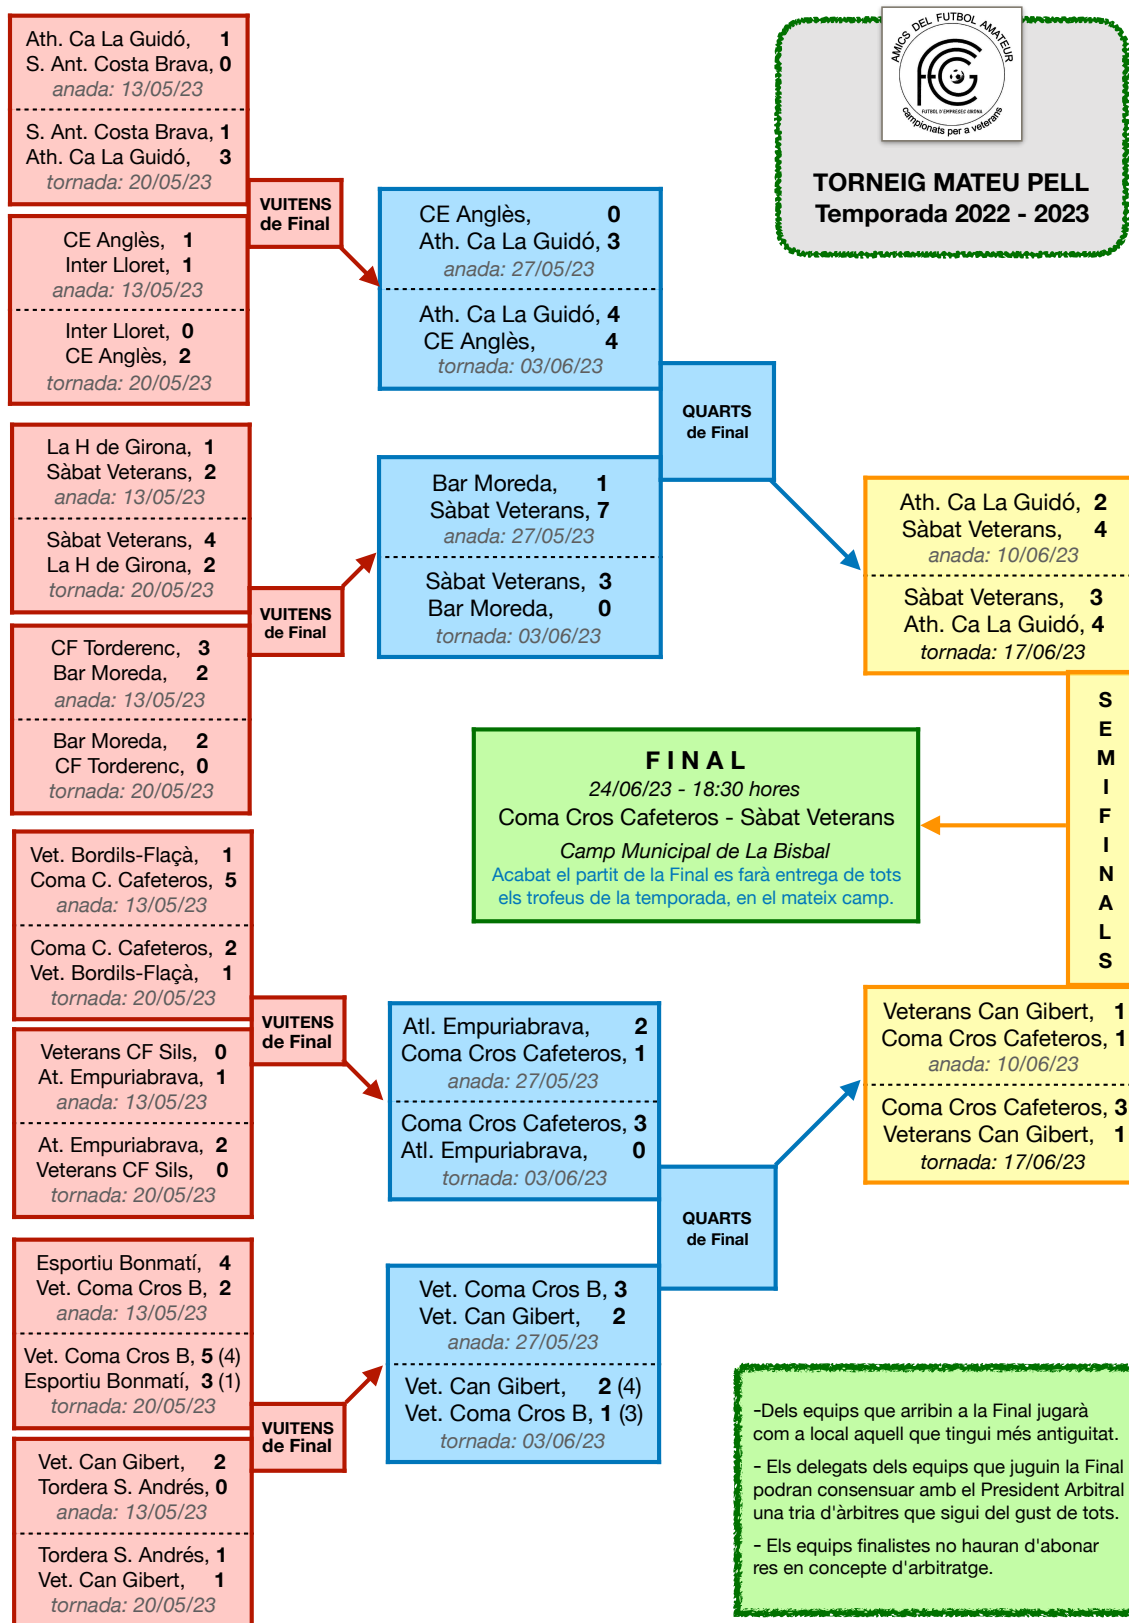 Ath. Ca La Guidó, 1
S. Ant. Costa Brava, 0
anada: 13/05/23
S. Ant. Costa Brava, 1
Ath. Ca La Guidó, 3
tornada: 20/05/23
CE Anglès, 1
Inter Lloret, 1
anada: 13/05/23
Inter Lloret, 0
CE Anglès, 2
tornada: 20/05/23
VUITENS
de Final
La H de Girona, 1
Sàbat Veterans, 2
anada: 13/05/23
Sàbat Veterans, 4
La H de Girona, 2
tornada: 20/05/23
CF Torderenc, 3
Bar Moreda, 2
anada: 13/05/23
Bar Moreda, 2
CF Torderenc, 0
tornada: 20/05/23
VUITENS
de Final
Vet. Bordils-Flaçà, 1
Coma C. Cafeteros, 5
anada: 13/05/23
Coma C. Cafeteros, 2
Vet. Bordils-Flaçà, 1
tornada: 20/05/23
Veterans CF Sils, 0
At. Empuriabrava, 1
anada: 13/05/23
At. Empuriabrava, 2
Veterans CF Sils, 0
tornada: 20/05/23
VUITENS
de Final
Esportiu Bonmatí, 4
Vet. Coma Cros B, 2
anada: 13/05/23
Vet. Coma Cros B, 5 (4)
Esportiu Bonmatí, 3 (1)
tornada: 20/05/23
Vet. Can Gibert, 2
Tordera S. Andrés, 0
anada: 13/05/23
Tordera S. Andrés, 1
Vet. Can Gibert, 1
tornada: 20/05/23
VUITENS
de Final
CE Anglès, 0
Ath. Ca La Guidó, 3
anada: 27/05/23
Ath. Ca La Guidó, 4
CE Anglès, 4
tornada: 03/06/23
Bar Moreda, 1
Sàbat Veterans, 7
anada: 27/05/23
Sàbat Veterans, 3
Bar Moreda, 0
tornada: 03/06/23
QUARTS
de Final
Atl. Empuriabrava, 2
Coma Cros Cafeteros, 1
anada: 27/05/23
Coma Cros Cafeteros, 3
Atl. Empuriabrava, 0
tornada: 03/06/23
Vet. Coma Cros B, 3
Vet. Can Gibert, 2
anada: 27/05/23
Vet. Can Gibert, 2 (4)
Vet. Coma Cros B, 1 (3)
tornada: 03/06/23
QUARTS
de Final
AMICS DEL FUTBOL AMATEUR
FCCG
FUTBOL D'EMPRESES GIRONA
campionats per a veterans
TORNEIG MATEU PELL
Temporada 2022 - 2023
Ath. Ca La Guidó, 2
Sàbat Veterans, 4
anada: 10/06/23
Sàbat Veterans, 3
Ath. Ca La Guidó, 4
tornada: 17/06/23
SEMIFINALS
Veterans Can Gibert, 1
Coma Cros Cafeteros, 1
anada: 10/06/23
Coma Cros Cafeteros, 3
Veterans Can Gibert, 1
tornada: 17/06/23
FINAL
24/06/23 - 18:30 hores
Coma Cros Cafeteros - Sàbat Veterans
Camp Municipal de La Bisbal
Acabat el partit de la Final es farà entrega de tots
els trofeus de la temporada, en el mateix camp.
-Dels equips que arribin a la Final jugarà
com a local aquell que tingui més antiguitat.
- Els delegats dels equips que juguin la Final
podran consensuar amb el President Arbitral
una tria d'àrbitres que sigui del gust de tots.
- Els equips finalistes no hauran d'abonar
res en concepte d'arbitratge.